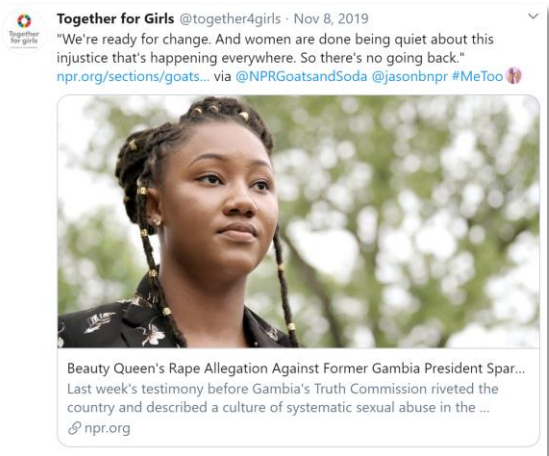 Together for Girls @together4girls · Nov 8, 2019
"We're ready for change. And women are done being quiet about this
injustice that's happening everywhere. So there's no going back."
npr.org/sections/goats... via @NPRGoatsandSoda @jasonbnpr #MeToo
Together
for girls
Beauty Queen's Rape Allegation Against Former Gambia President Spar...
Last week's testimony before Gambia's Truth Commission riveted the
country and described a culture of systematic sexual abuse in the ...
npr.org